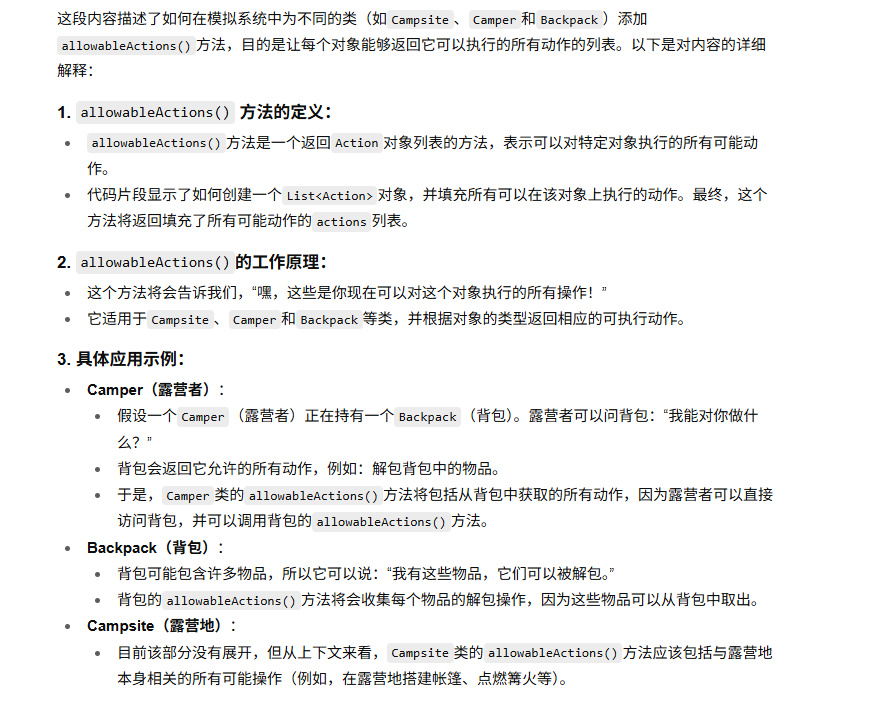 这段内容描述了如何在模拟系统中为不同的类（如 Campsite 、 Camper 和 Backpack ）添加
allowableActions() 方法，目的是让每个对象能够返回它可以执行的所有动作的列表。以下是对内容的详细
解释：
1. allowableActions() 方法的定义：
• allowableActions() 方法是一个返回 Action 对象列表的方法，表示可以对特定对象执行的所有可能动
作。
• 代码片段显示了如何创建一个 List<Action> 对象，并填充所有可以在该对象上执行的动作。最终，这个
方法将返回填充了所有可能动作的 actions 列表。
2. allowableActions() 的工作原理：
• 这个方法将会告诉我们，“嘿，这些是你现在可以对这个对象执行的所有操作！”
• 它适用于 Campsite 、 Camper 和 Backpack 等类，并根据对象的类型返回相应的可执行动作。
3. 具体应用示例：
• Camper（露营者）：
• 假设一个 Camper （露营者）正在持有一个 Backpack （背包）。露营者可以问背包：“我能对你做什
么？”
• 背包会返回它允许的所有动作，例如：解包背包中的物品。
• 于是， Camper 类的 allowableActions() 方法将包括从背包中获取的所有动作，因为露营者可以直接
访问背包，并可以调用背包的 allowableActions() 方法。
• Backpack（背包）：
• 背包可能包含许多物品，所以它可以说：“我有这些物品，它们可以被解包。”
• 背包的 allowableActions() 方法将会收集每个物品的解包操作，因为这些物品可以从背包中取出。
• Campsite（露营地）：
• 目前该部分没有展开，但从上下文来看， Campsite 类的 allowableActions() 方法应该包括与露营地
本身相关的所有可能操作（例如，在露营地搭建帐篷、点燃篝火等）。